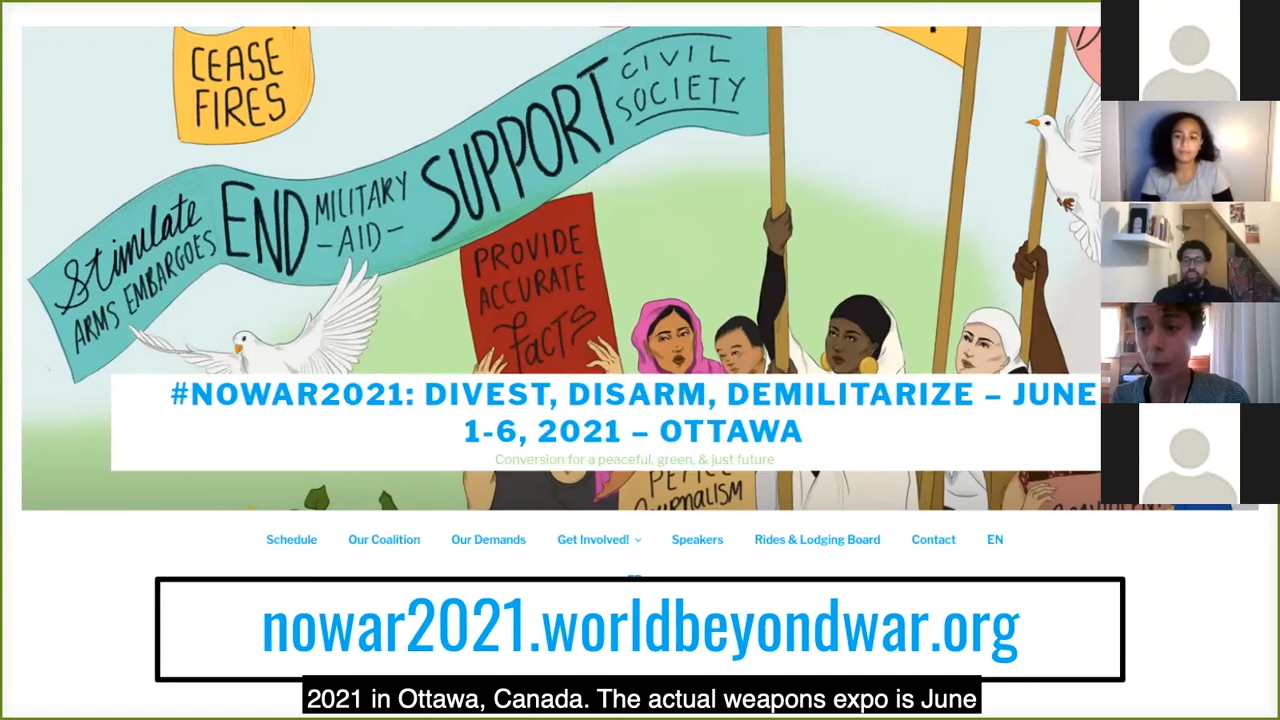 CEASE
FIRES
Stimulate
ARMS EMBARGOES
END
MILITARY
-AID-
SUPPORT
CIVIL
SOCIETY
PROVIDE
ACCURATE
FACTS
#NOWAR2021: DIVEST, DISARM, DEMILITARIZE – JUNE
1-6, 2021 – OTTAWA
Conversion for a peaceful, green, & just future
PEACE
JOURNALISM
Schedule Our Coalition Our Demands Get Involved! Speakers Rides & Lodging Board Contact EN
nowar2021.worldbeyondwar.org
2021 in Ottawa, Canada. The actual weapons expo is June